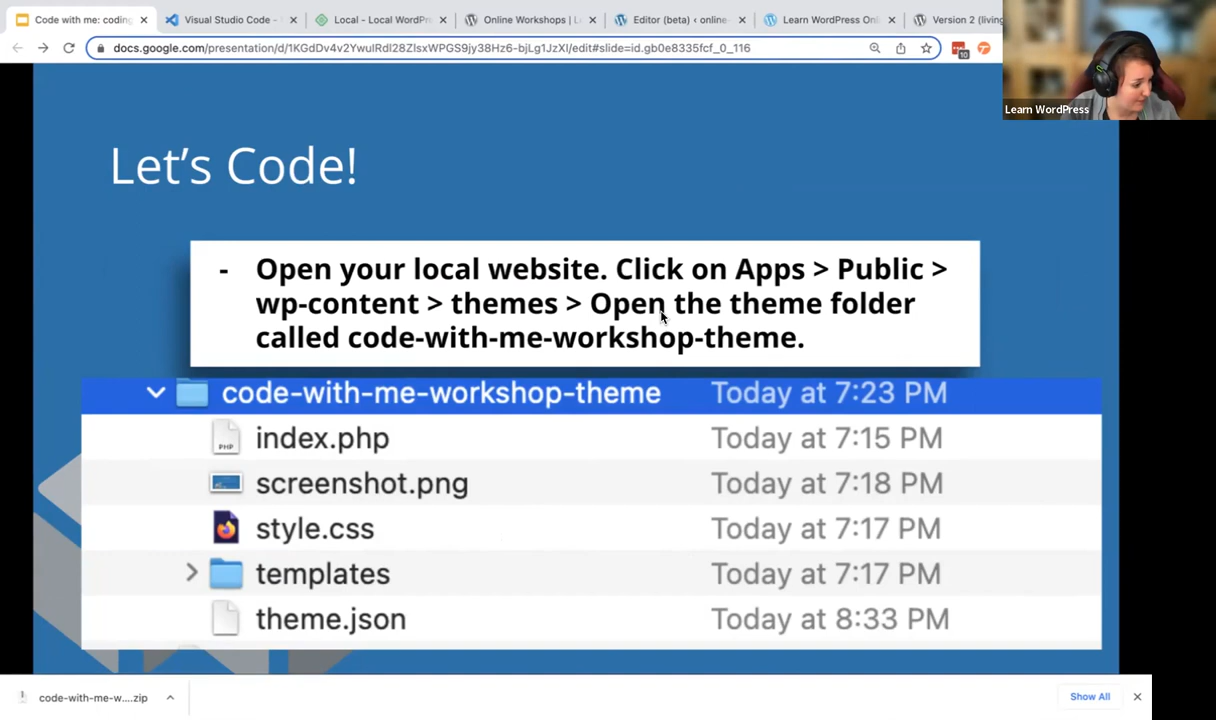 Code with me: coding
Visual Studio Code -
Local - Local WordPr
Online Workshops | L
Editor (beta) ‹ online-
Learn WordPress Onl
Version 2 (living
docs.google.com/presentation/d/1KGdDv4v2YwulRdl28ZlsxWPGS9jy38Hz6-bjLg1JzXI/edit#slide=id.gb0e8335fcf_0_116
10
Learn WordPress
Let's Code!
- Open your local website. Click on Apps > Public >
wp-content > themes > Open the theme folder
called code-with-me-workshop-theme.
code-with-me-workshop-theme Today at 7:23 PM
PHP
index.php Today at 7:15 PM
screenshot.png Today at 7:18 PM
style.css Today at 7:17 PM
templates Today at 7:17 PM
theme.json Today at 8:33 PM
code-with-me-w....zip
Show All